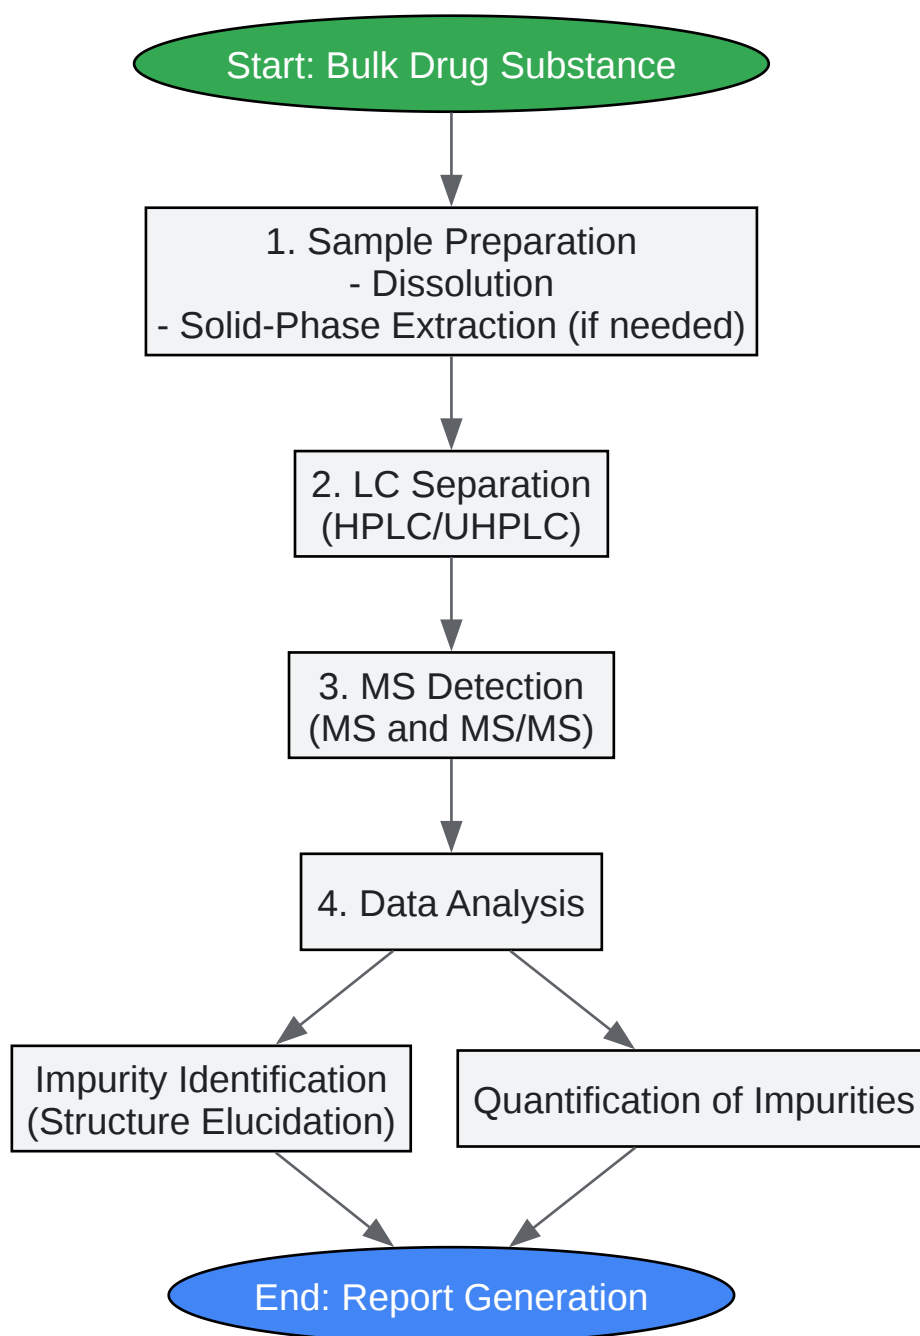 Start: Bulk Drug Substance
1. Sample Preparation
- Dissolution
- Solid-Phase Extraction (if needed)
2. LC Separation
(HPLC/UHPLC)
3. MS Detection
(MS and MS/MS)
4. Data Analysis
Impurity Identification
(Structure Elucidation)
Quantification of Impurities
End: Report Generation